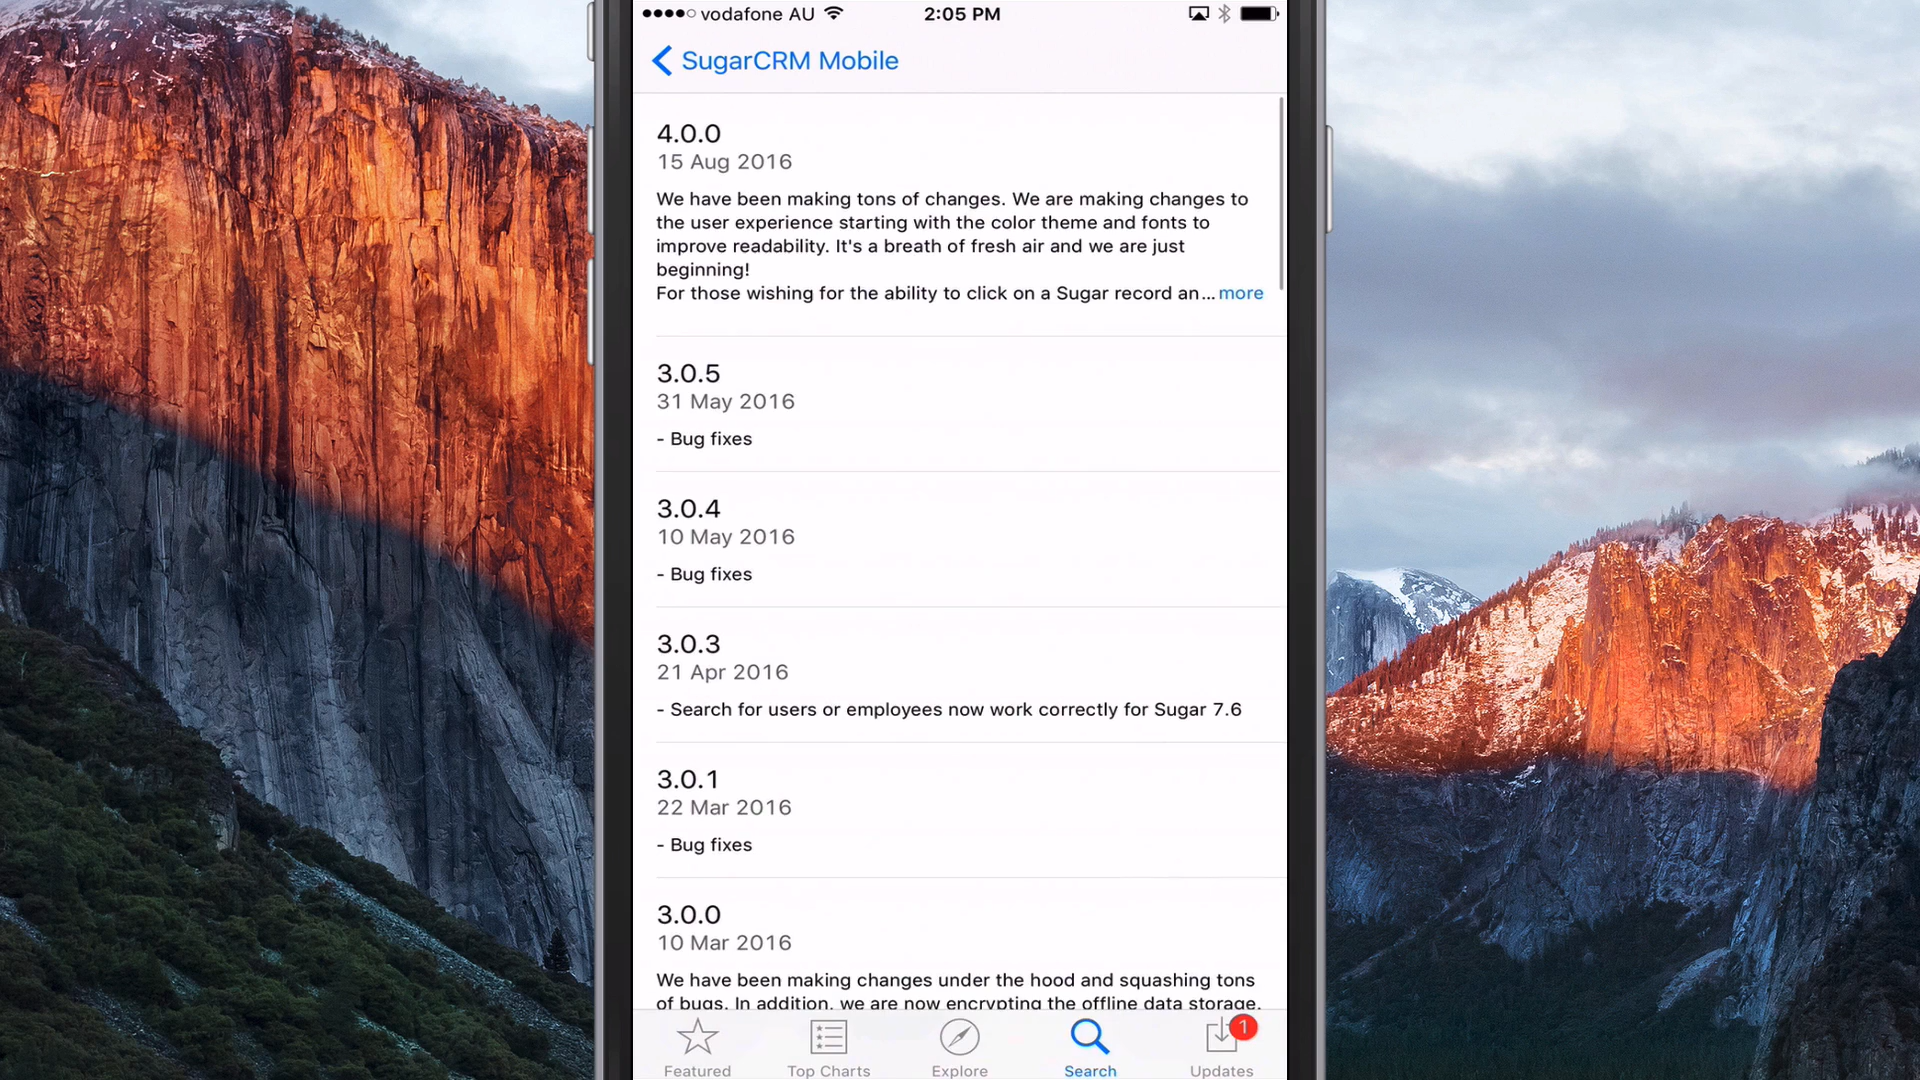 vodafone AU
2:05 PM
SugarCRM Mobile
4.0.0
15 Aug 2016
We have been making tons of changes. We are making changes to
the user experience starting with the color theme and fonts to
improve readability. It's a breath of fresh air and we are just
beginning!
For those wishing for the ability to click on a Sugar record an... more
3.0.5
31 May 2016
- Bug fixes
3.0.4
10 May 2016
- Bug fixes
3.0.3
21 Apr 2016
- Search for users or employees now work correctly for Sugar 7.6
3.0.1
22 Mar 2016
- Bug fixes
3.0.0
10 Mar 2016
We have been making changes under the hood and squashing tons
of bugs. In addition, we are now encrypting the offline data storage.
1
Featured
Top Charts
Explore
Search
Updates